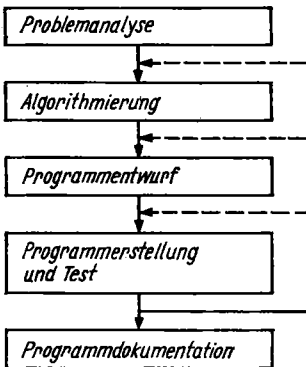 Problemanalyse
Algorithmierung
Programmentwurf
Programmerstellung
und Test
Programmdokumentation